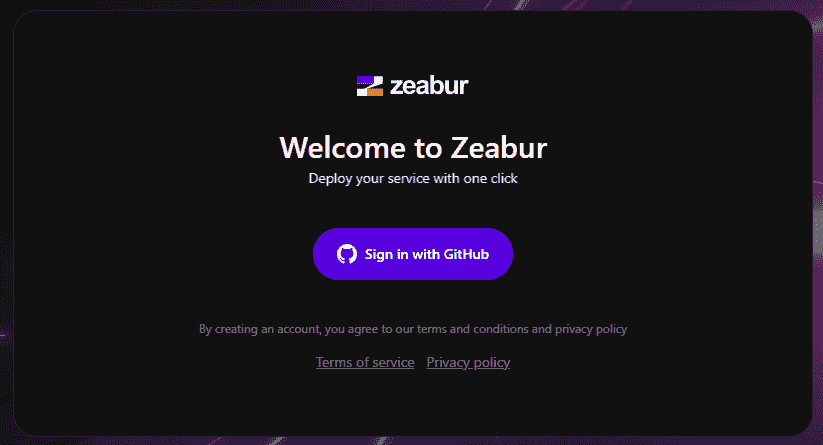 zeabur
Welcome to Zeabur
Deploy your service with one click
Sign in with GitHub
By creating an account, you agree to our terms and conditions and privacy policy
Terms of service Privacy policy